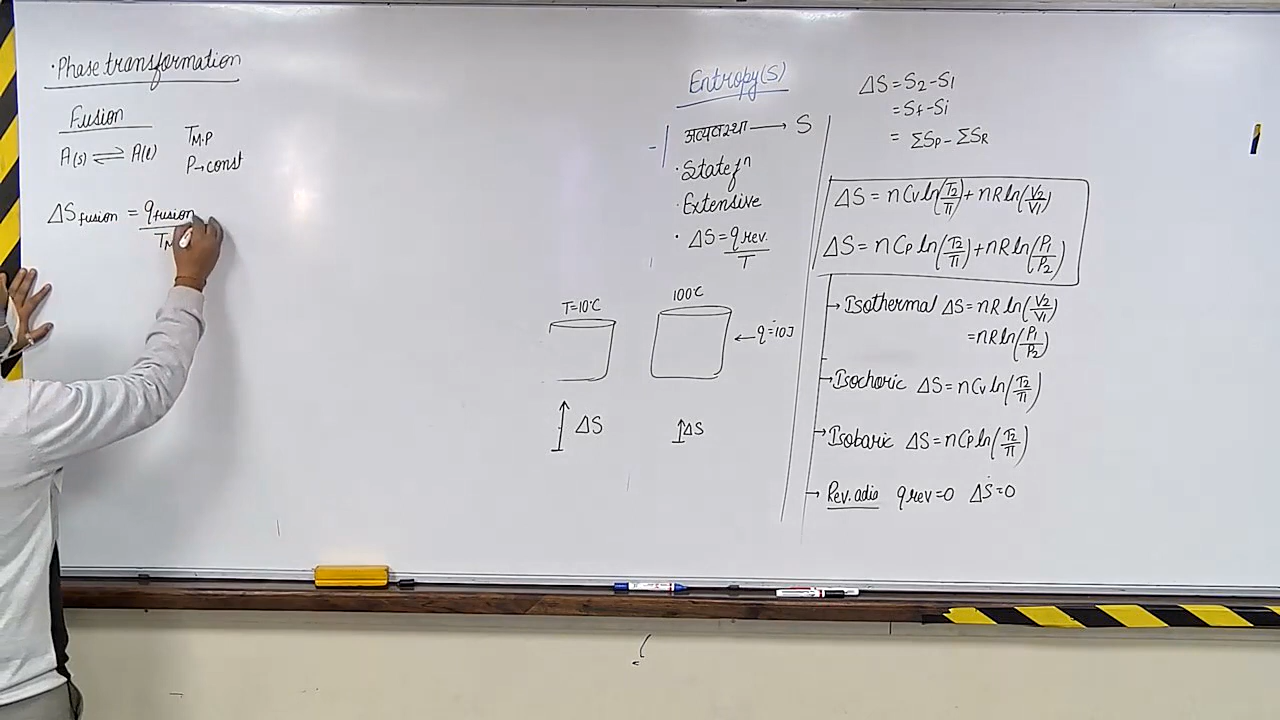 · Phase transformation
Fusion
A(s) ⇌ A(l)
T M.P
P→const
ΔS fusion = q fusion
T
Entropy(S)
अव्यवस्था → S
· State fⁿ
· Extensive
· ΔS = q rev.
T
T=10°C
100°C
← q=10J
↑ ΔS
↑ ΔS
ΔS = S2 - S1
= Sf - Si
= ΣSP - ΣSR
ΔS = nCv ln(T2/T1) + nR ln(V2/V1)
ΔS = nCp ln(T2/T1) + nR ln(P1/P2)
→ Isothermal ΔS = nR ln(V2/V1)
= nR ln(P1/P2)
→ Isochoric ΔS = nCv ln(T2/T1)
→ Isobaric ΔS = nCp ln(T2/T1)
→ Rev. adia q rev = 0 ΔS = 0